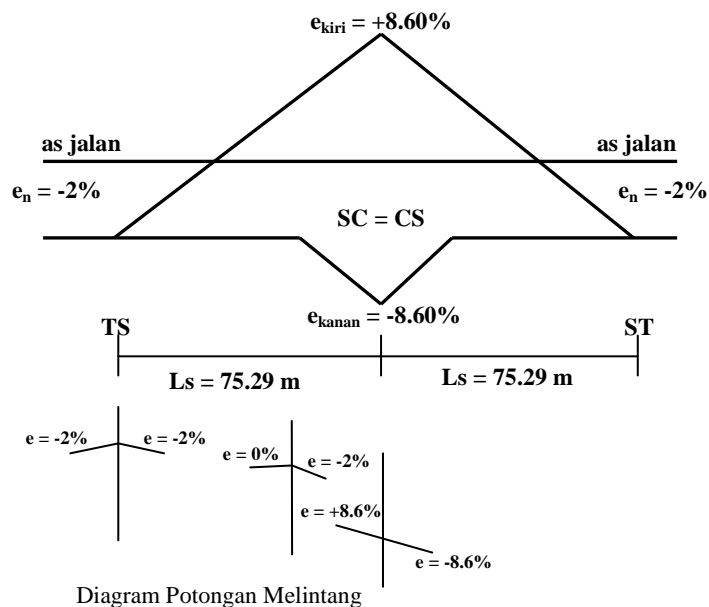 e_kiri = +8.60%
as jalan as jalan
e_n = -2% e_n = -2%
SC = CS
e_kanan = -8.60%
TS ST
Ls = 75.29 m Ls = 75.29 m
e = -2% e = -2%
e = 0% e = -2%
e = +8.6%
e = -8.6%
Diagram Potongan Melintang